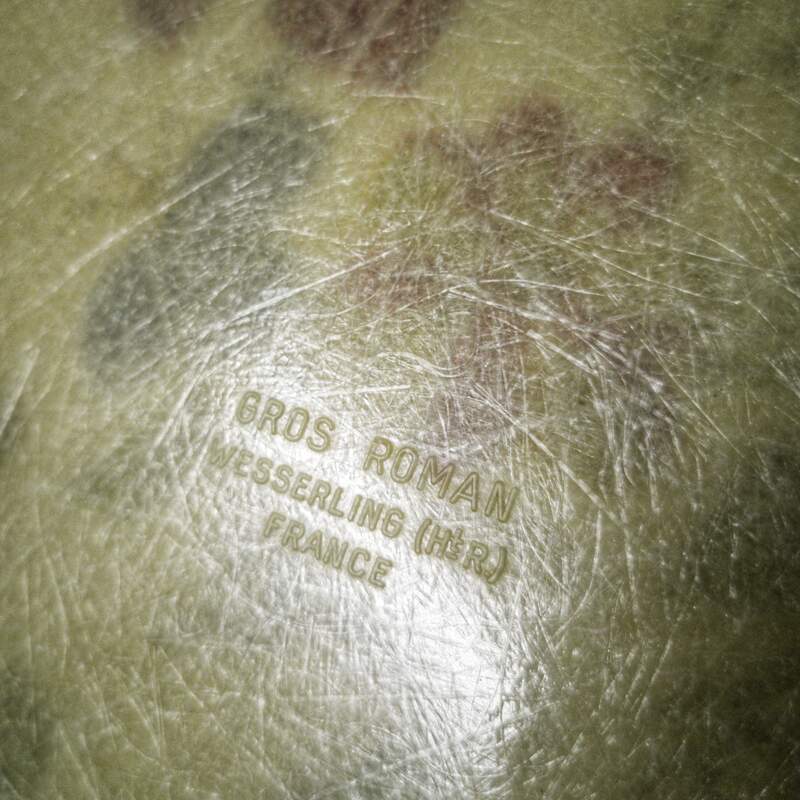 GROS ROMAN
WESSERLING (Ht R.)
FRANCE